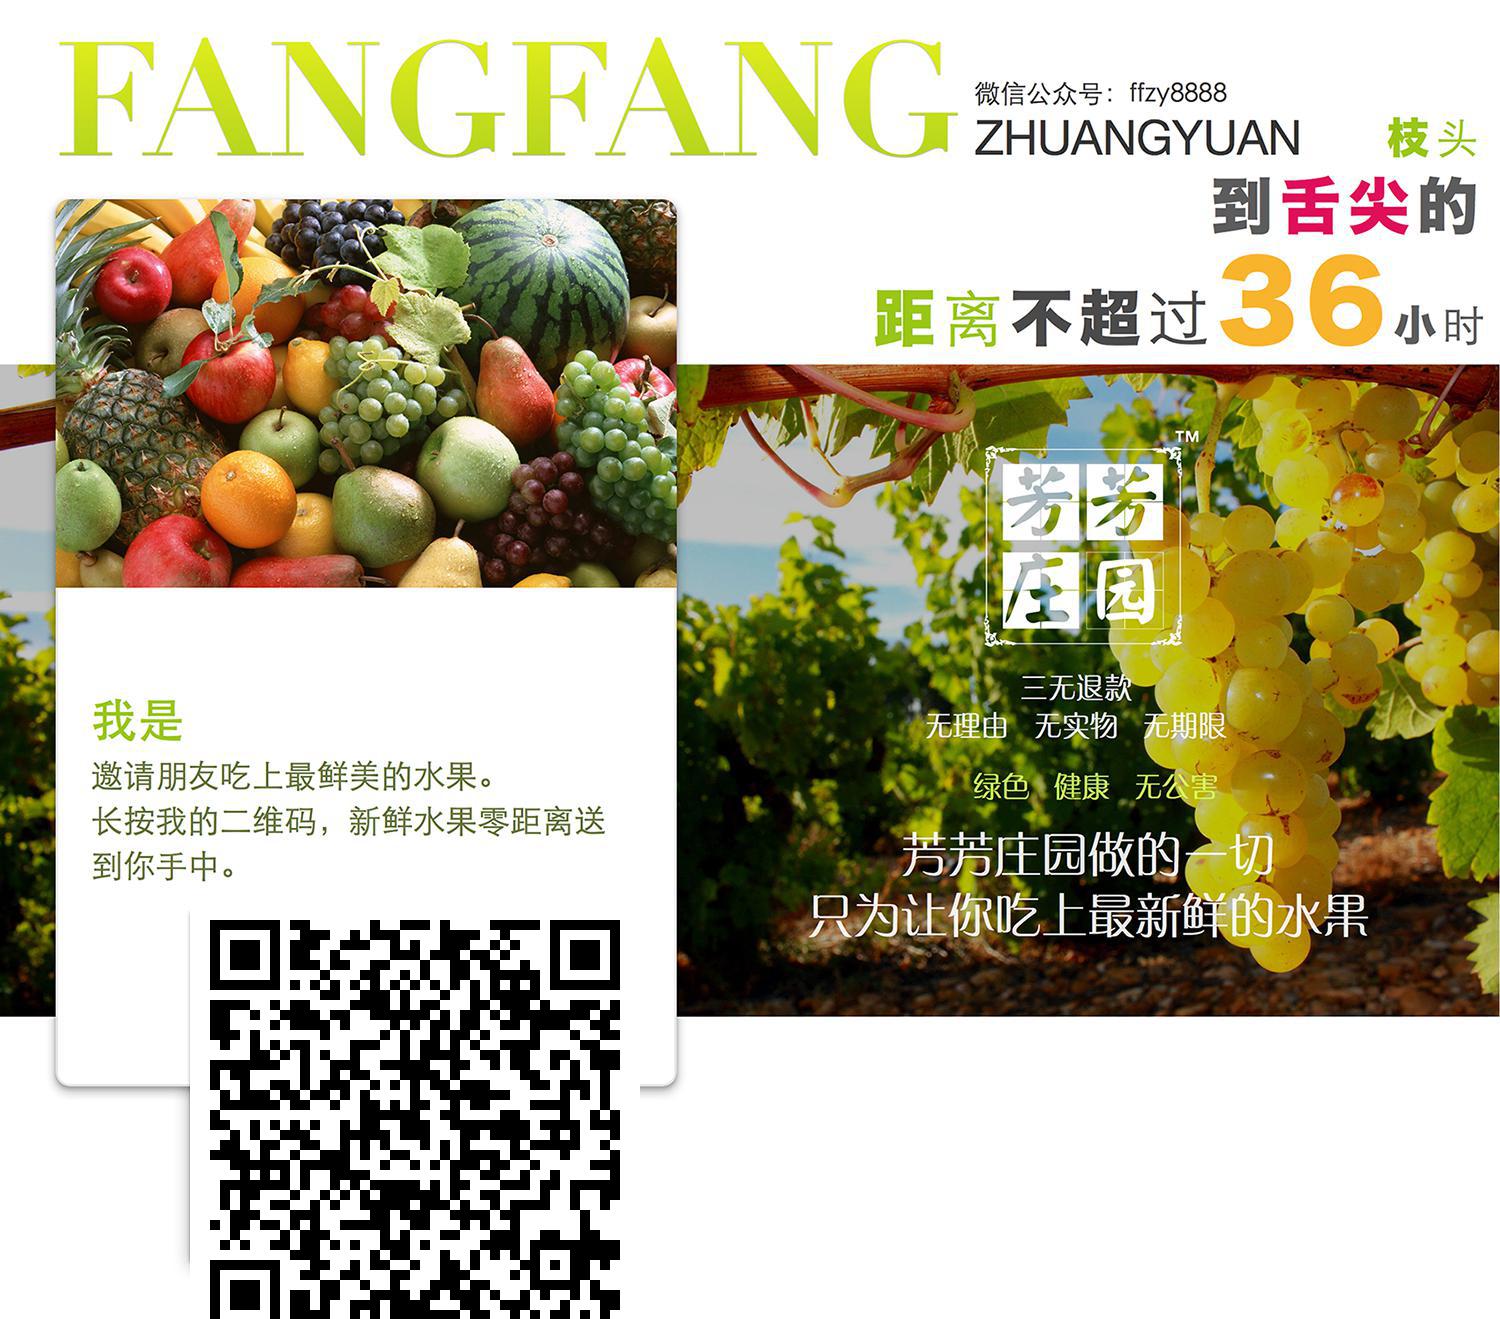 FANGFANG
微信公众号：ffzy8888
ZHUANGYUAN
枝头
到舌尖的
距离不超过36小时
TM
芳芳
庄园
三无退款
无理由 无实物 无期限
绿色 健康 无公害
芳芳庄园做的一切
只为让你吃上最新鲜的水果
我是
邀请朋友吃上最鲜美的水果。
长按我的二维码，新鲜水果零距离送
到你手中。